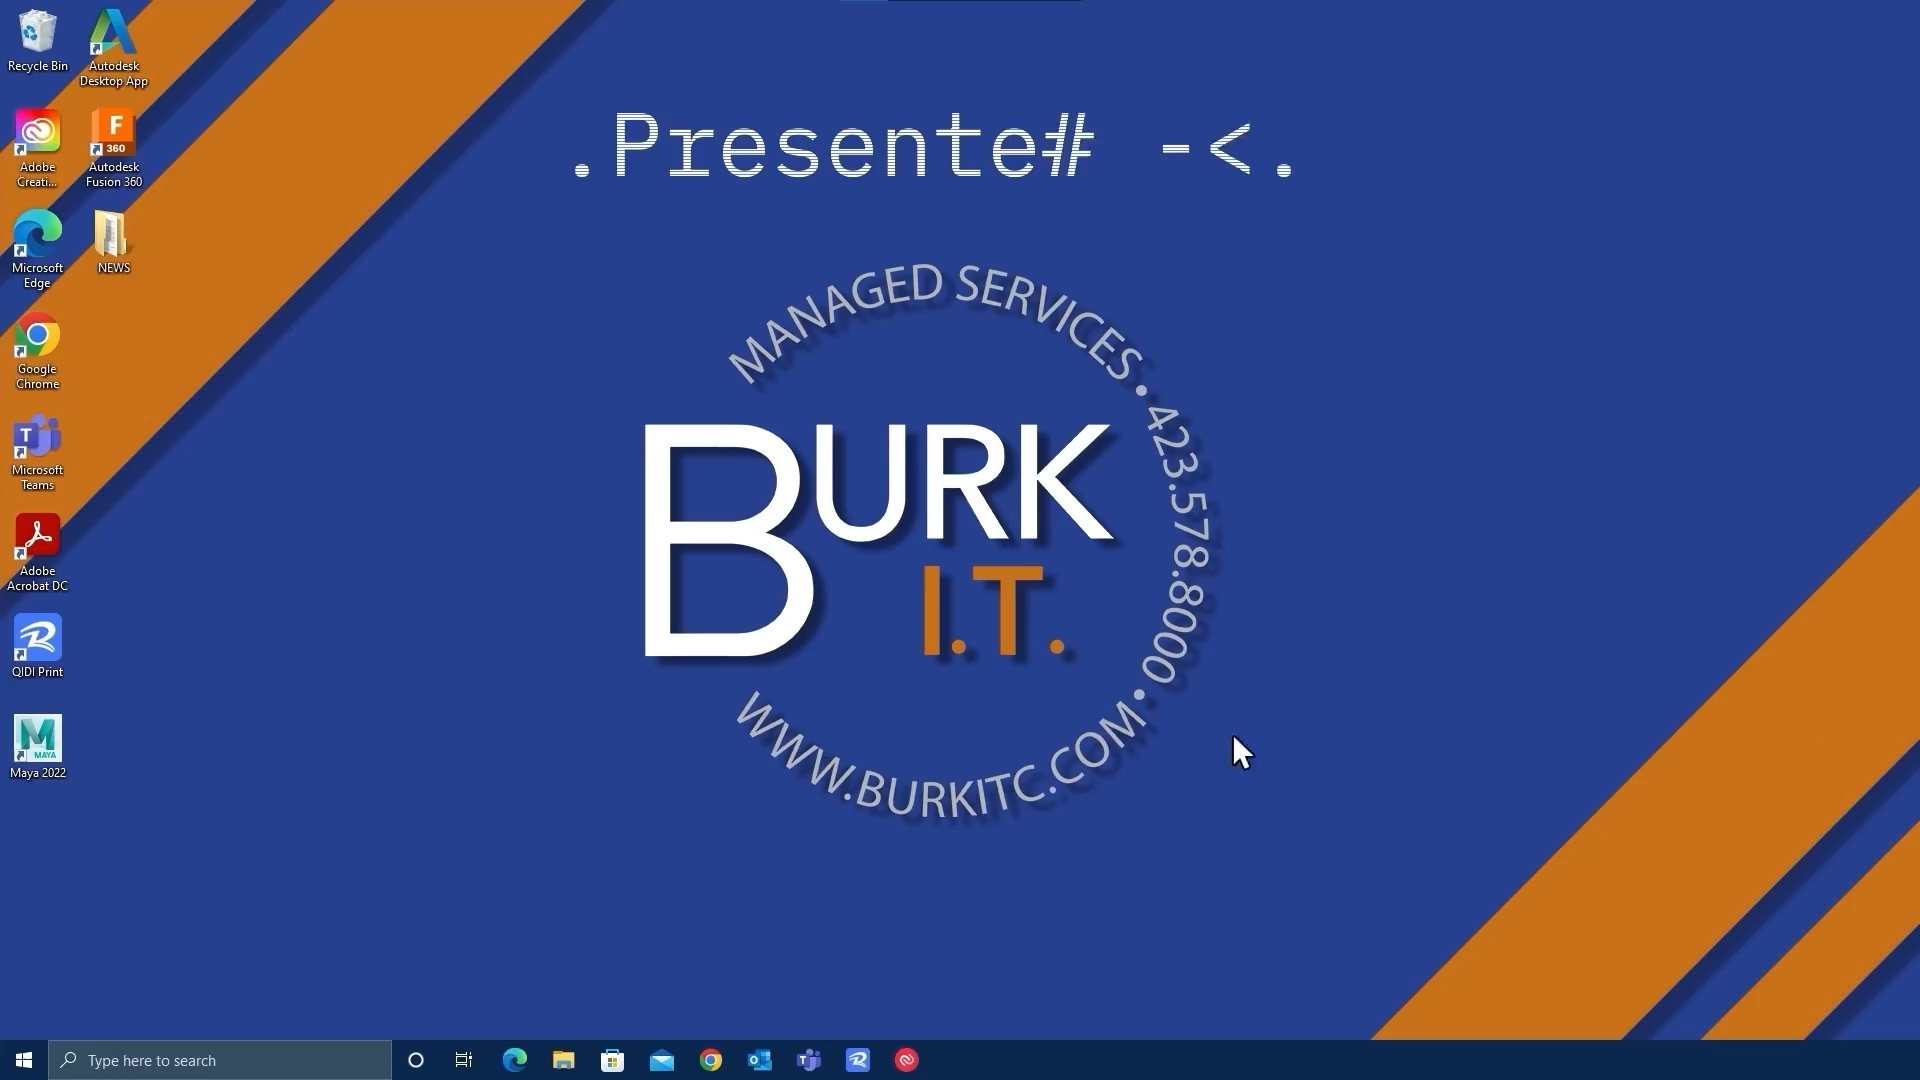 Recycle Bin
Autodesk
Desktop App
Adobe
Creati...
F
360
Autodesk
Fusion 360
Microsoft
Edge
NEWS
Google
Chrome
T
Microsoft
Teams
Adobe
Acrobat DC
QIDI Print
M
MAYA
Maya 2022
.Presente# -<.
MANAGED SERVICES • 423.578.8000 • WWW.BURKITC.COM
BURK
I.T.
Type here to search